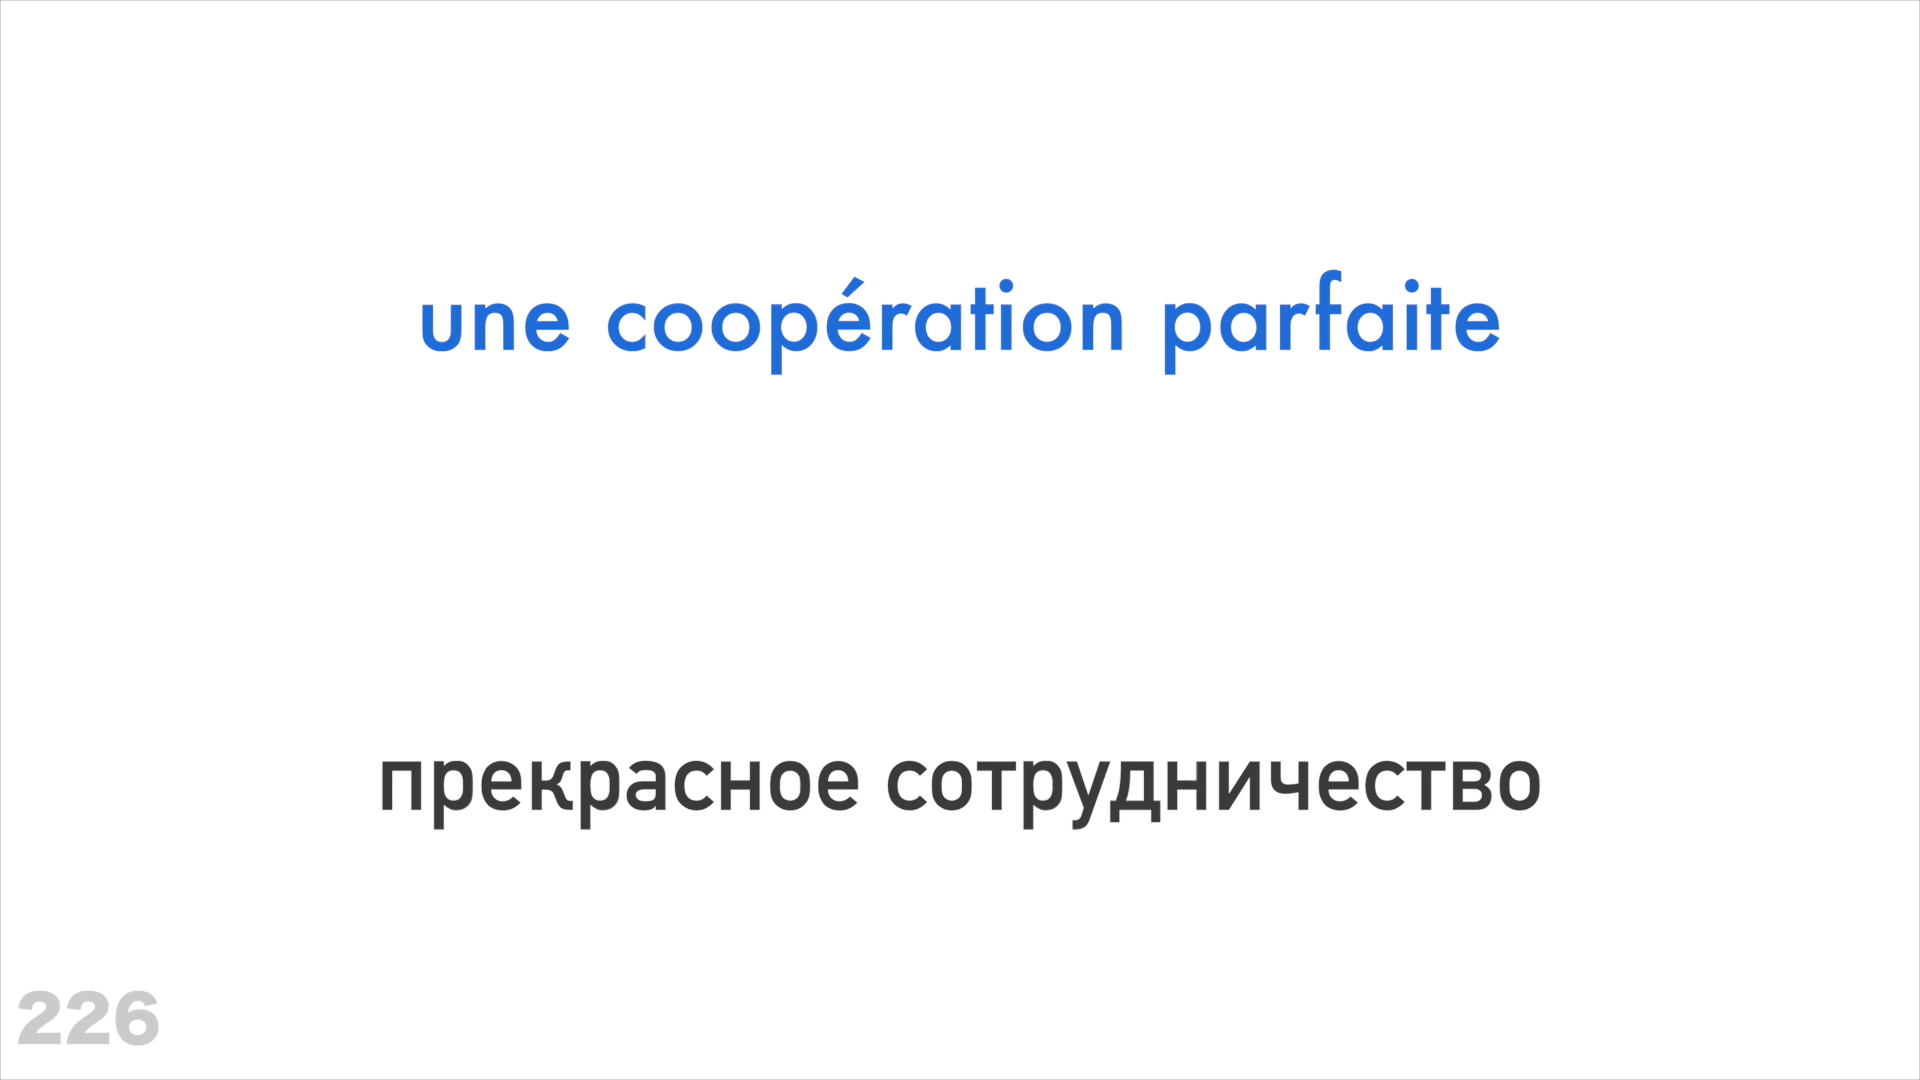 une coopération parfaite
прекрасное сотрудничество
226